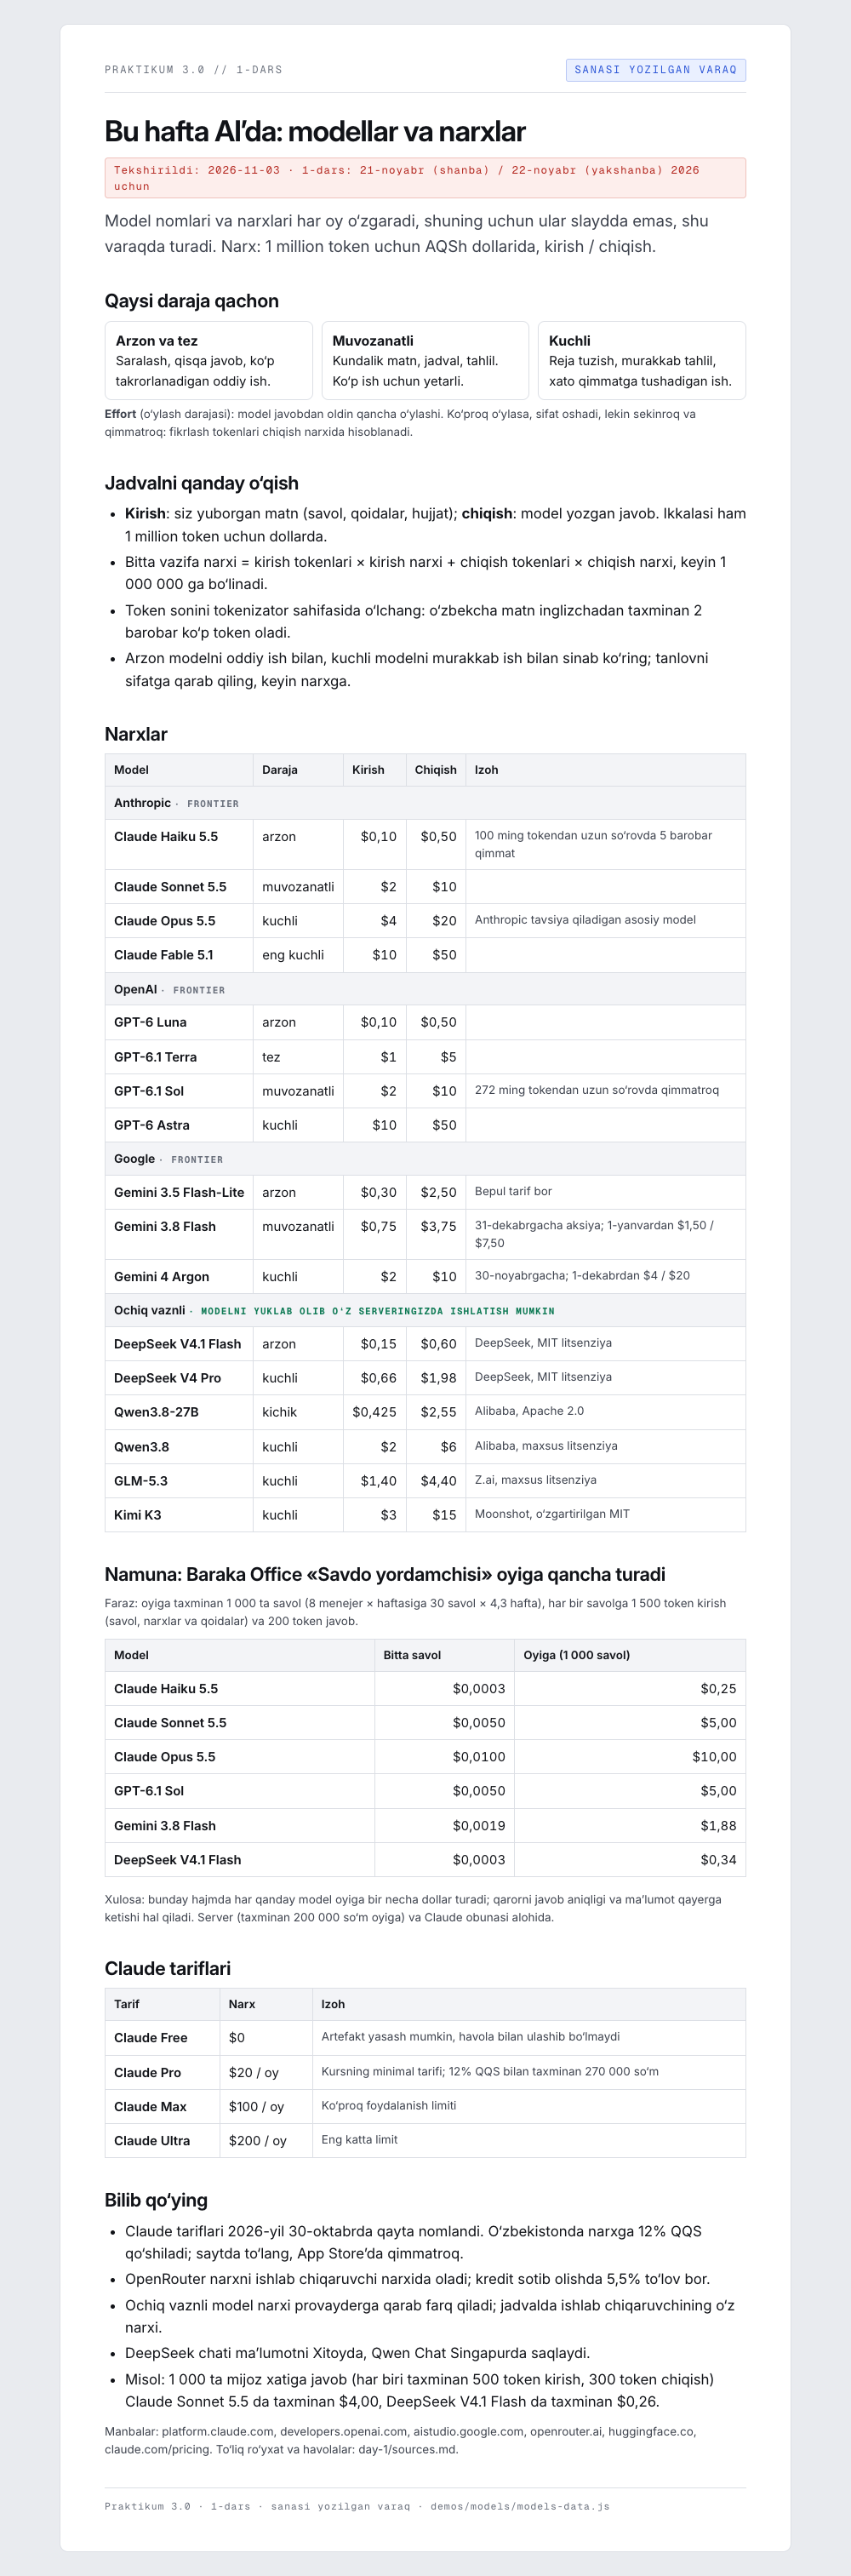 PRAKTIKUM 3.0 // 1-DARS
SANASI YOZILGAN VARAQ
Bu hafta AI’da: modellar va narxlar
Tekshirildi: 2026-11-03 · 1-dars: 21-noyabr (shanba) / 22-noyabr (yakshanba) 2026
uchun
Model nomlari va narxlari har oy o‘zgaradi, shuning uchun ular slaydda emas, shu
varaqda turadi. Narx: 1 million token uchun AQSh dollarida, kirish / chiqish.
Qaysi daraja qachon
Arzon va tez
Saralash, qisqa javob, ko‘p
takrorlanadigan oddiy ish.
Muvozanatli
Kundalik matn, jadval, tahlil.
Ko‘p ish uchun yetarli.
Kuchli
Reja tuzish, murakkab tahlil,
xato qimmatga tushadigan ish.
Effort (o‘ylash darajasi): model javobdan oldin qancha o‘ylashi. Ko‘proq o‘ylasa, sifat oshadi, lekin sekinroq va
qimmatroq: fikrlash tokenlari chiqish narxida hisoblanadi.
Jadvalni qanday o‘qish
• Kirish: siz yuborgan matn (savol, qoidalar, hujjat); chiqish: model yozgan javob. Ikkalasi ham
1 million token uchun dollarda.
• Bitta vazifa narxi = kirish tokenlari × kirish narxi + chiqish tokenlari × chiqish narxi, keyin 1
000 000 ga bo‘linadi.
• Token sonini tokenizator sahifasida o‘lchang: o‘zbekcha matn inglizchadan taxminan 2
barobar ko‘p token oladi.
• Arzon modelni oddiy ish bilan, kuchli modelni murakkab ish bilan sinab ko‘ring; tanlovni
sifatga qarab qiling, keyin narxga.
Narxlar
Model Daraja Kirish Chiqish Izoh
Anthropic · FRONTIER
Claude Haiku 5.5 arzon $0,10 $0,50 100 ming tokendan uzun so‘rovda 5 barobar
qimmat
Claude Sonnet 5.5 muvozanatli $2 $10
Claude Opus 5.5 kuchli $4 $20 Anthropic tavsiya qiladigan asosiy model
Claude Fable 5.1 eng kuchli $10 $50
OpenAI · FRONTIER
GPT-6 Luna arzon $0,10 $0,50
GPT-6.1 Terra tez $1 $5
GPT-6.1 Sol muvozanatli $2 $10 272 ming tokendan uzun so‘rovda qimmatroq
GPT-6 Astra kuchli $10 $50
Google · FRONTIER
Gemini 3.5 Flash-Lite arzon $0,30 $2,50 Bepul tarif bor
Gemini 3.8 Flash muvozanatli $0,75 $3,75 31-dekabrgacha aksiya; 1-yanvardan $1,50 /
$7,50
Gemini 4 Argon kuchli $2 $10 30-noyabrgacha; 1-dekabrdan $4 / $20
Ochiq vaznli · MODELNI YUKLAB OLIB O'Z SERVERINGIZDA ISHLATISH MUMKIN
DeepSeek V4.1 Flash arzon $0,15 $0,60 DeepSeek, MIT litsenziya
DeepSeek V4 Pro kuchli $0,66 $1,98 DeepSeek, MIT litsenziya
Qwen3.8-27B kichik $0,425 $2,55 Alibaba, Apache 2.0
Qwen3.8 kuchli $2 $6 Alibaba, maxsus litsenziya
GLM-5.3 kuchli $1,40 $4,40 Z.ai, maxsus litsenziya
Kimi K3 kuchli $3 $15 Moonshot, o‘zgartirilgan MIT
Namuna: Baraka Office «Savdo yordamchisi» oyiga qancha turadi
Faraz: oyiga taxminan 1 000 ta savol (8 menejer × haftasiga 30 savol × 4,3 hafta), har bir savolga 1 500 token kirish
(savol, narxlar va qoidalar) va 200 token javob.
Model Bitta savol Oyiga (1 000 savol)
Claude Haiku 5.5 $0,0003 $0,25
Claude Sonnet 5.5 $0,0050 $5,00
Claude Opus 5.5 $0,0100 $10,00
GPT-6.1 Sol $0,0050 $5,00
Gemini 3.8 Flash $0,0019 $1,88
DeepSeek V4.1 Flash $0,0003 $0,34
Xulosa: bunday hajmda har qanday model oyiga bir necha dollar turadi; qarorni javob aniqligi va ma’lumot qayerga
ketishi hal qiladi. Server (taxminan 200 000 so‘m oyiga) va Claude obunasi alohida.
Claude tariflari
Tarif Narx Izoh
Claude Free $0 Artefakt yasash mumkin, havola bilan ulashib bo‘lmaydi
Claude Pro $20 / oy Kursning minimal tarifi; 12% QQS bilan taxminan 270 000 so‘m
Claude Max $100 / oy Ko‘proq foydalanish limiti
Claude Ultra $200 / oy Eng katta limit
Bilib qo‘ying
• Claude tariflari 2026-yil 30-oktabrda qayta nomlandi. O‘zbekistonda narxga 12% QQS
qo‘shiladi; saytda to‘lang, App Store’da qimmatroq.
• OpenRouter narxni ishlab chiqaruvchi narxida oladi; kredit sotib olishda 5,5% to‘lov bor.
• Ochiq vaznli model narxi provayderga qarab farq qiladi; jadvalda ishlab chiqaruvchining o‘z
narxi.
• DeepSeek chati ma’lumotni Xitoyda, Qwen Chat Singapurda saqlaydi.
• Misol: 1 000 ta mijoz xatiga javob (har biri taxminan 500 token kirish, 300 token chiqish)
Claude Sonnet 5.5 da taxminan $4,00, DeepSeek V4.1 Flash da taxminan $0,26.
Manbalar: platform.claude.com, developers.openai.com, aistudio.google.com, openrouter.ai, huggingface.co,
claude.com/pricing. To‘liq ro‘yxat va havolalar: day-1/sources.md.
Praktikum 3.0 · 1-dars · sanasi yozilgan varaq · demos/models/models-data.js